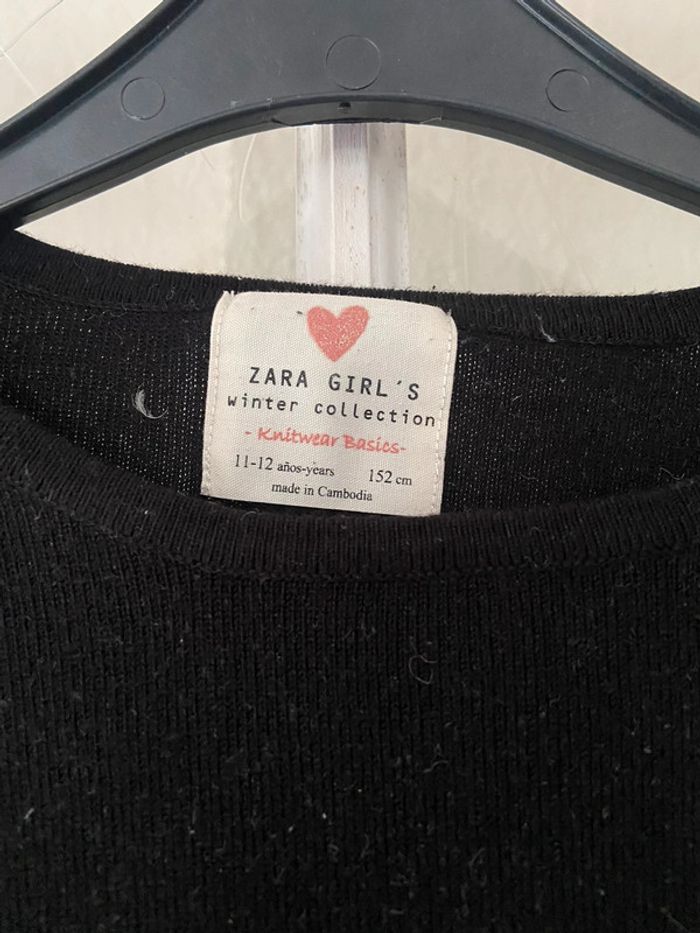 ZARA GIRL´S
winter collection
- Knitwear Basics-
11-12 años-years 152 cm
made in Cambodia